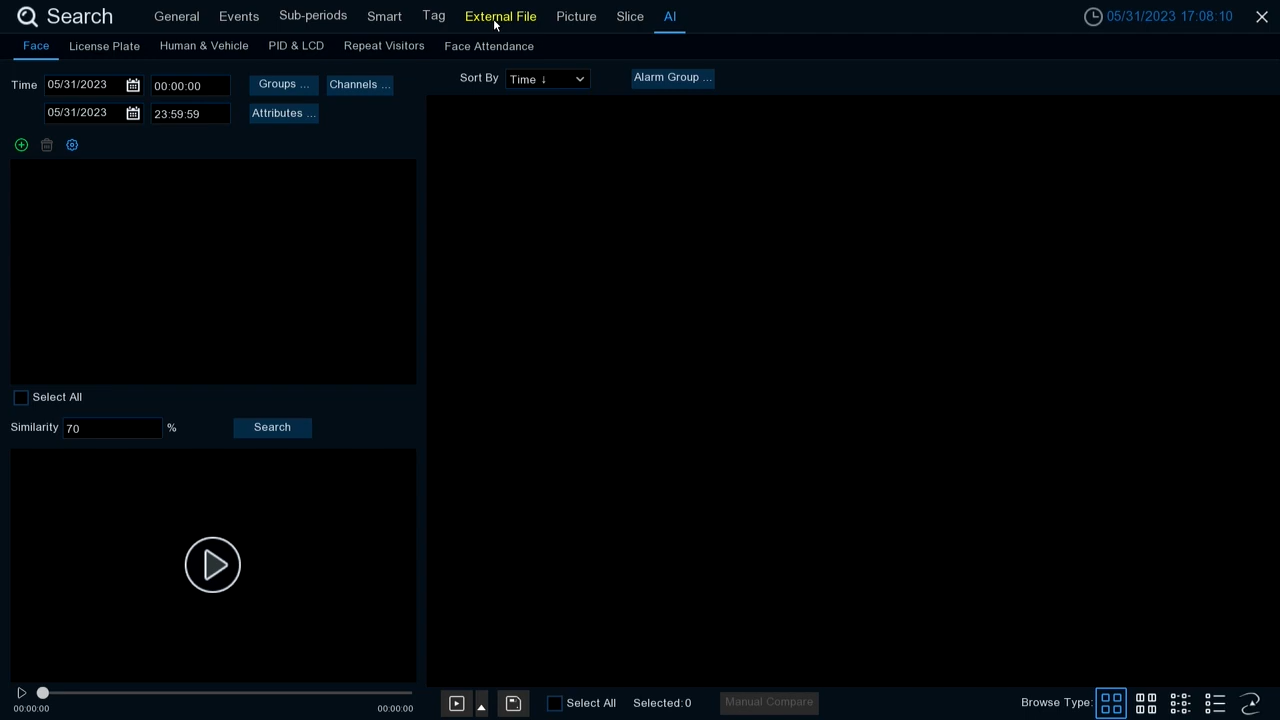 Search General Events Sub-periods Smart Tag External File Picture Slice AI 05/31/2023 17:08:10
Face License Plate Human & Vehicle PID & LCD Repeat Visitors Face Attendance
Time 05/31/2023 00:00:00 Groups ... Channels ...
05/31/2023 23:59:59 Attributes ...
Sort By Time ↓ Alarm Group ...
Select All
Similarity 70 % Search
00:00:00 00:00:00
Select All Selected:0 Manual Compare Browse Type: